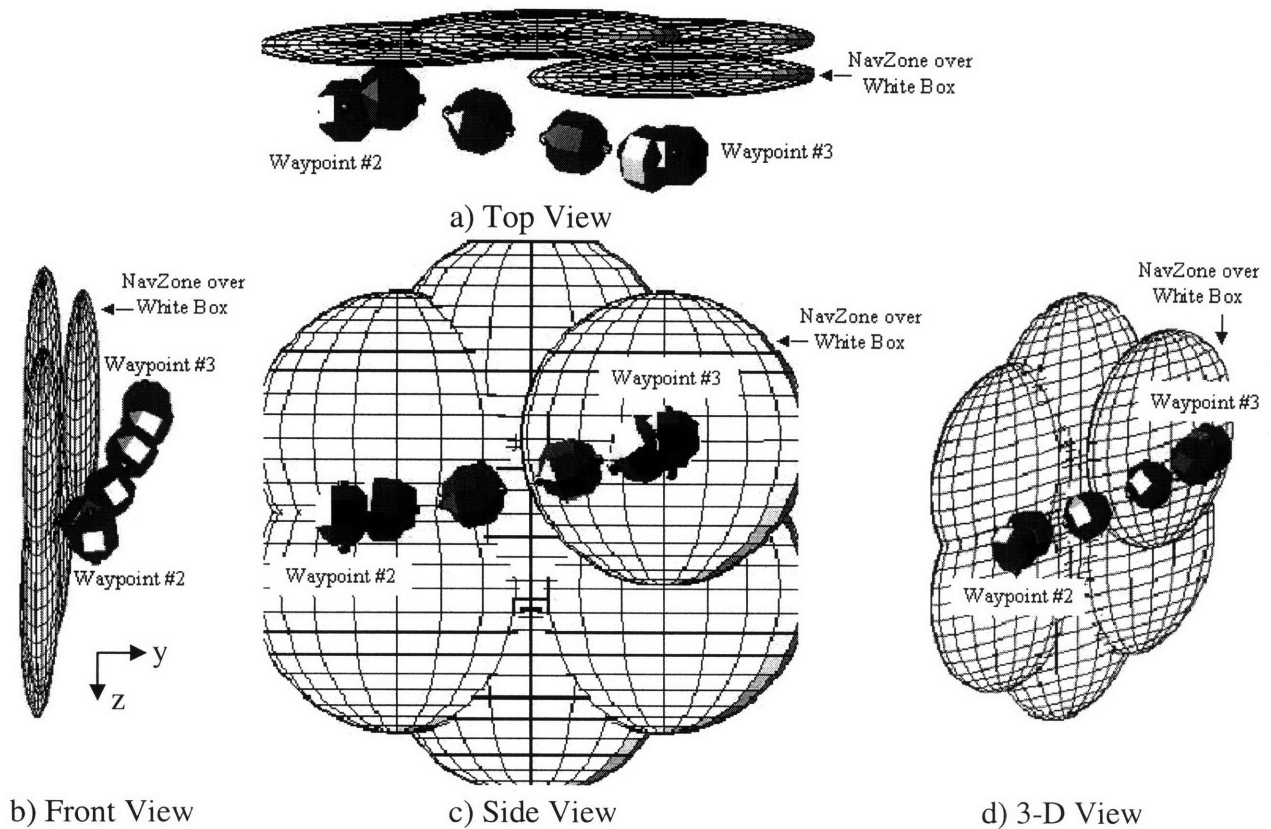 NavZone over
White Box
Waypoint #2
Waypoint #3
a) Top View
NavZone over
White Box
Waypoint #3
Waypoint #2
y
z
b) Front View
NavZone over
White Box
Waypoint #3
Waypoint #2
c) Side View
NavZone over
White Box
Waypoint #3
Waypoint #2
d) 3-D View